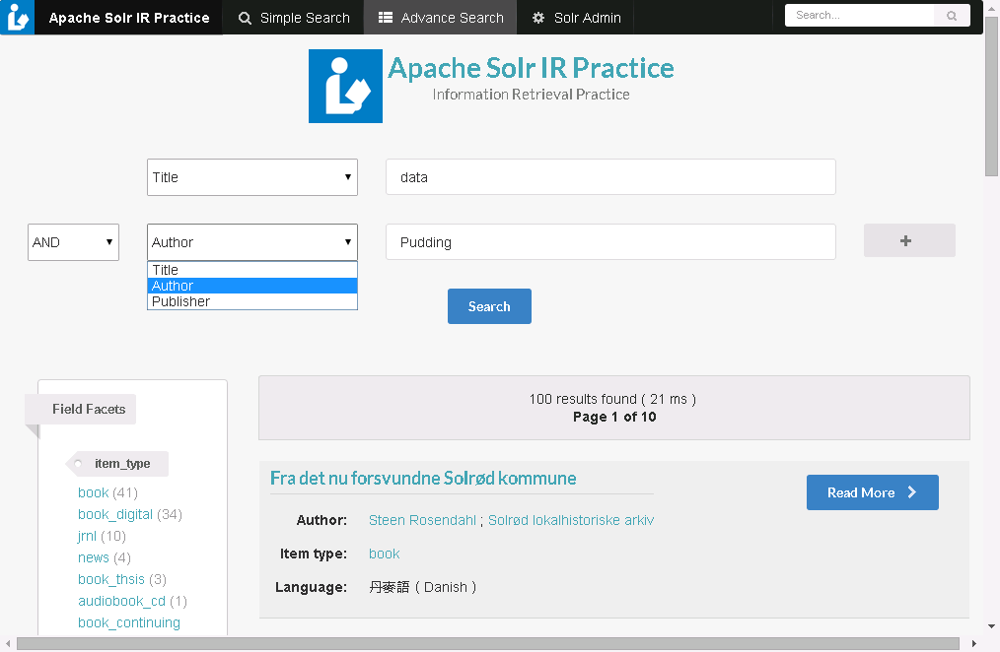 Apache Solr IR Practice Simple Search Advance Search Solr Admin Search...
Apache Solr IR Practice
Information Retrieval Practice
Title data
AND Author Pudding +
Title
Author
Publisher
Search
Field Facets
item_type
book (41)
book_digital (34)
jrnl (10)
news (4)
book_thsis (3)
audiobook_cd (1)
book_continuing
100 results found ( 21 ms )
Page 1 of 10
Fra det nu forsvundne Solrød kommune
Read More
Author: Steen Rosendahl ; Solrød lokalhistoriske arkiv
Item type: book
Language: 丹麥語 ( Danish )